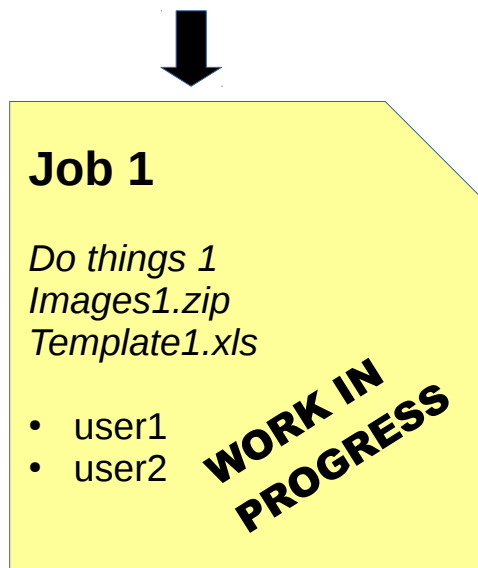 Job 1
Do things 1
Images1.zip
Template1.xls
• user1
• user2
WORK IN
PROGRESS